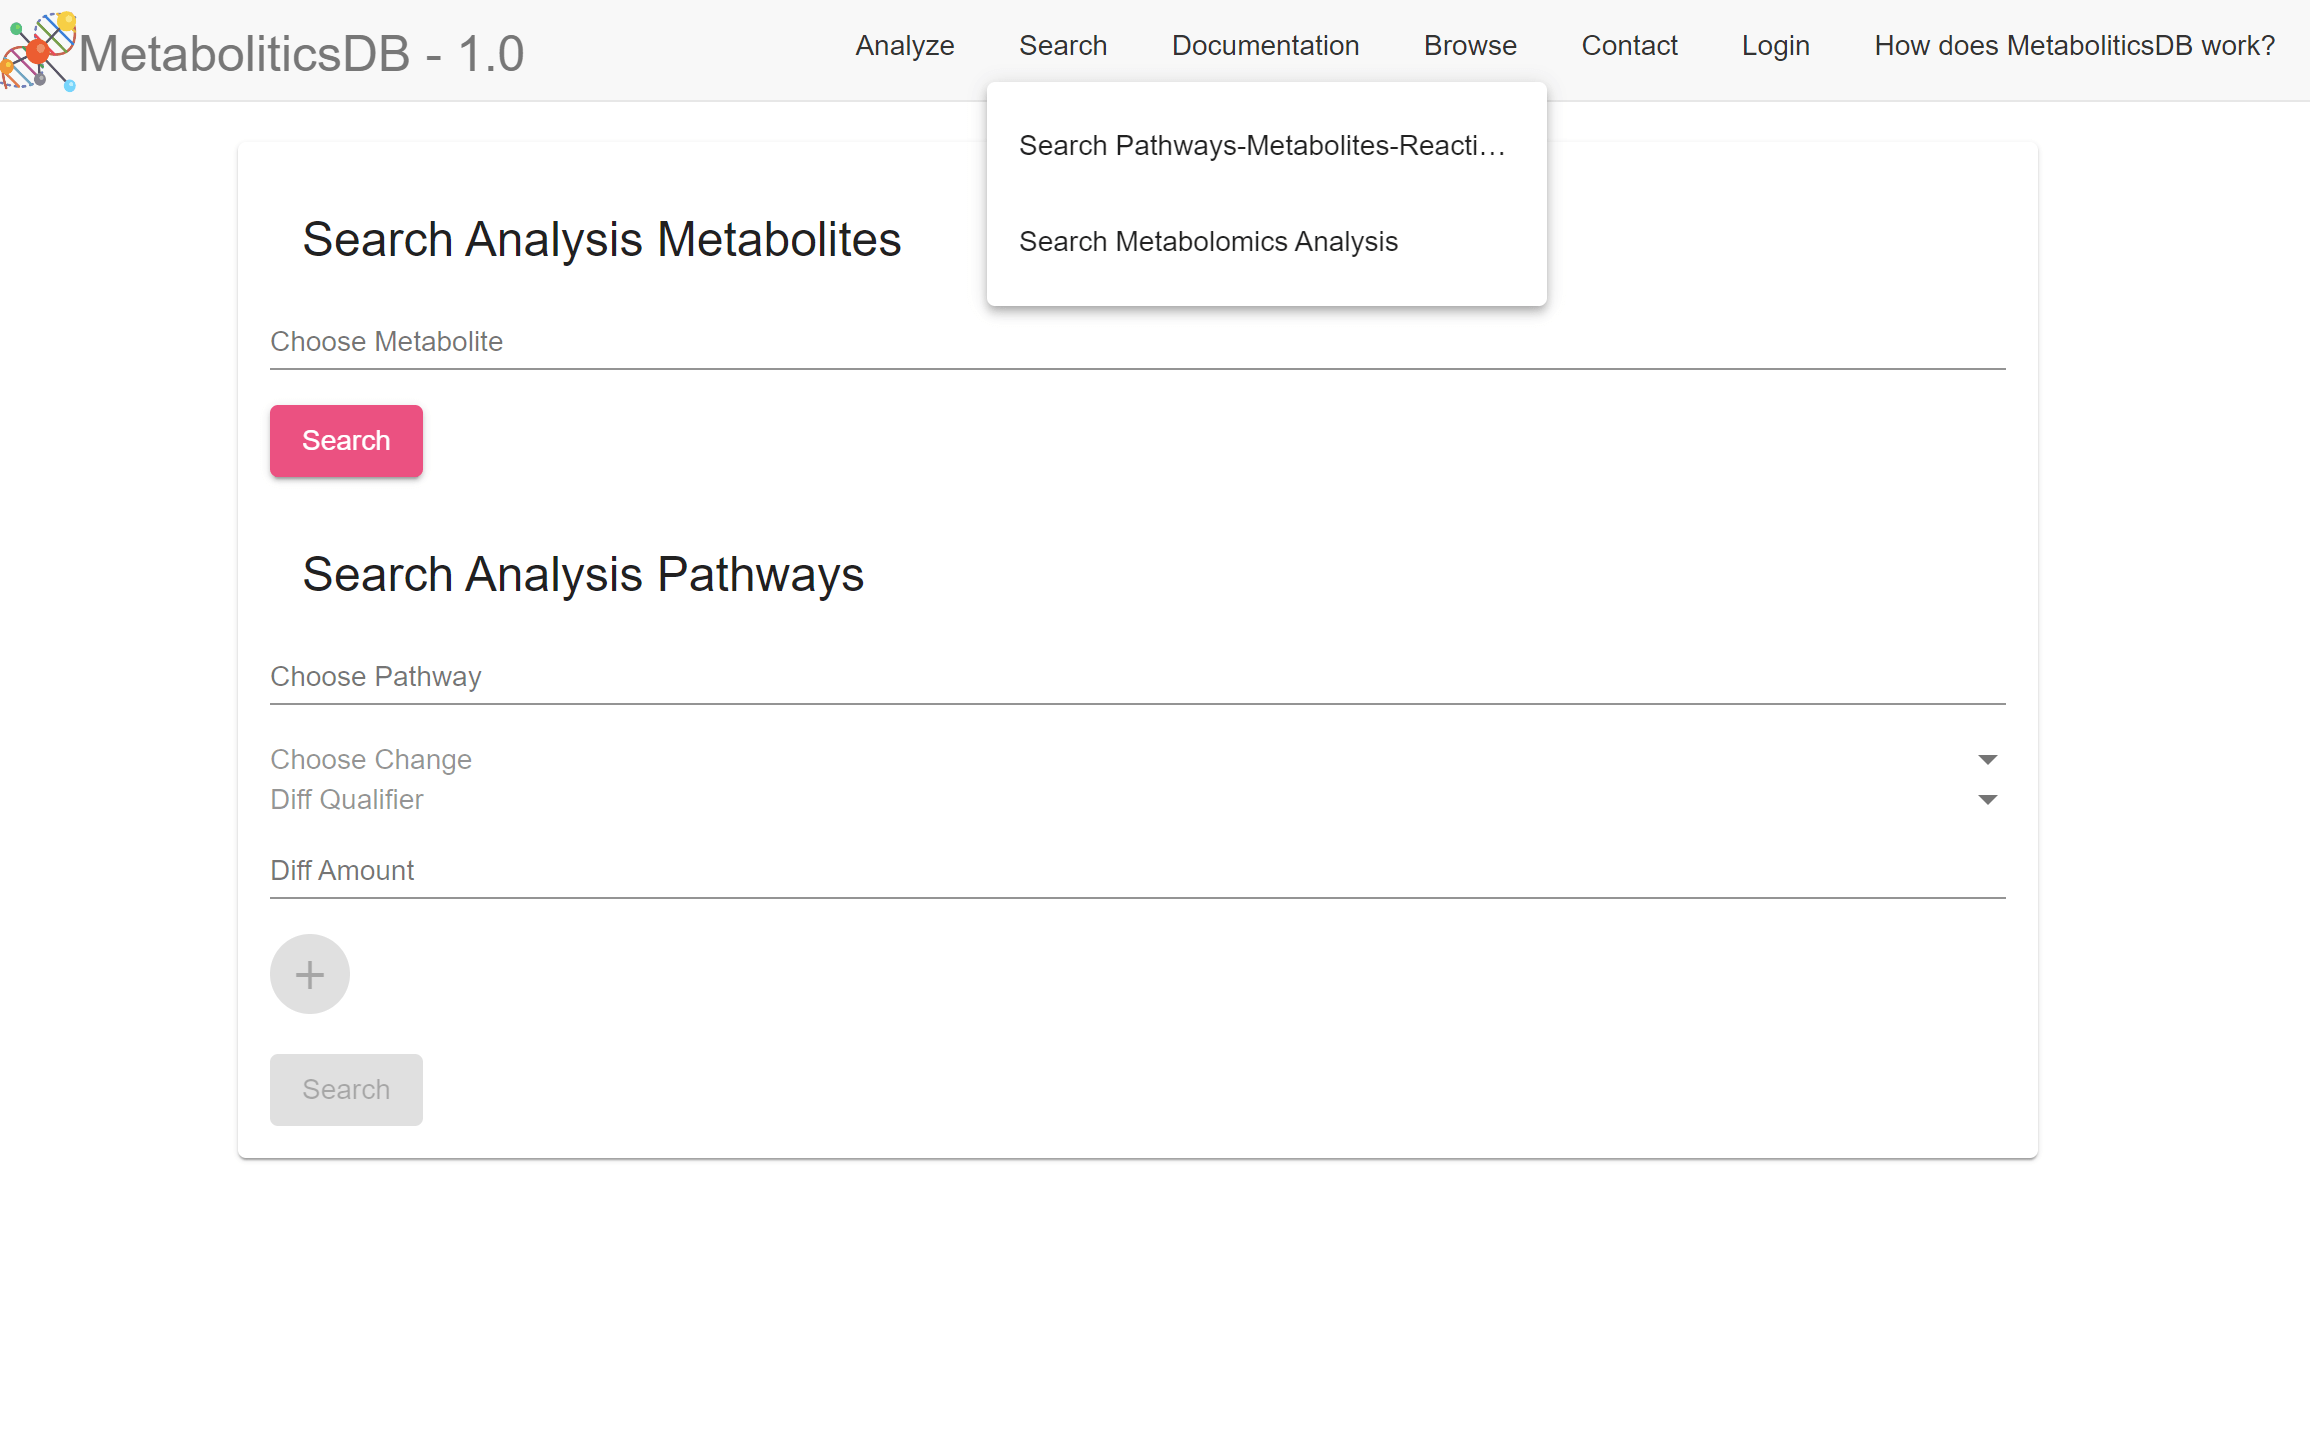 MetaboliticsDB - 1.0
Analyze Search Documentation Browse Contact Login How does MetaboliticsDB work?
Search Pathways-Metabolites-Reacti…
Search Metabolomics Analysis
Search Analysis Metabolites
Choose Metabolite
Search
Search Analysis Pathways
Choose Pathway
Choose Change
Diff Qualifier
Diff Amount
+
Search